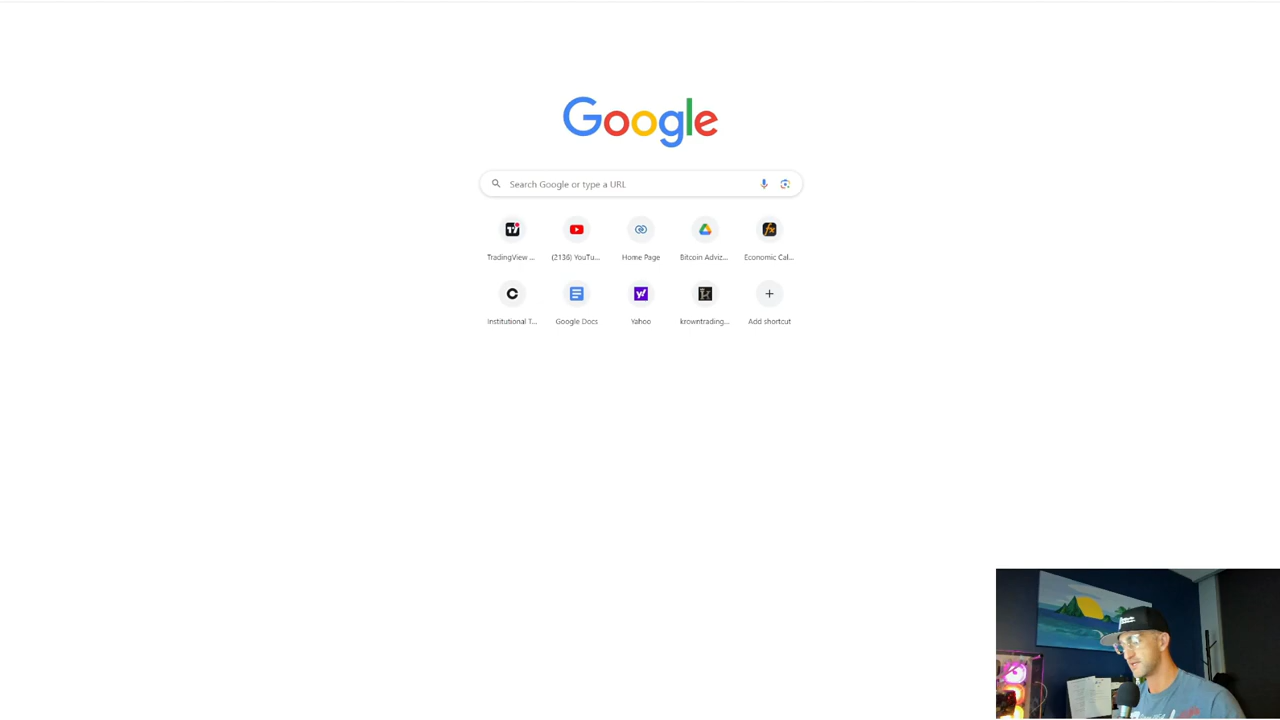 Google
Search Google or type a URL
TradingView ...
(2136) YouTu...
Home Page
Bitcoin Adviz...
Economic Cal...
Institutional T...
Google Docs
Yahoo
krowntrading...
Add shortcut